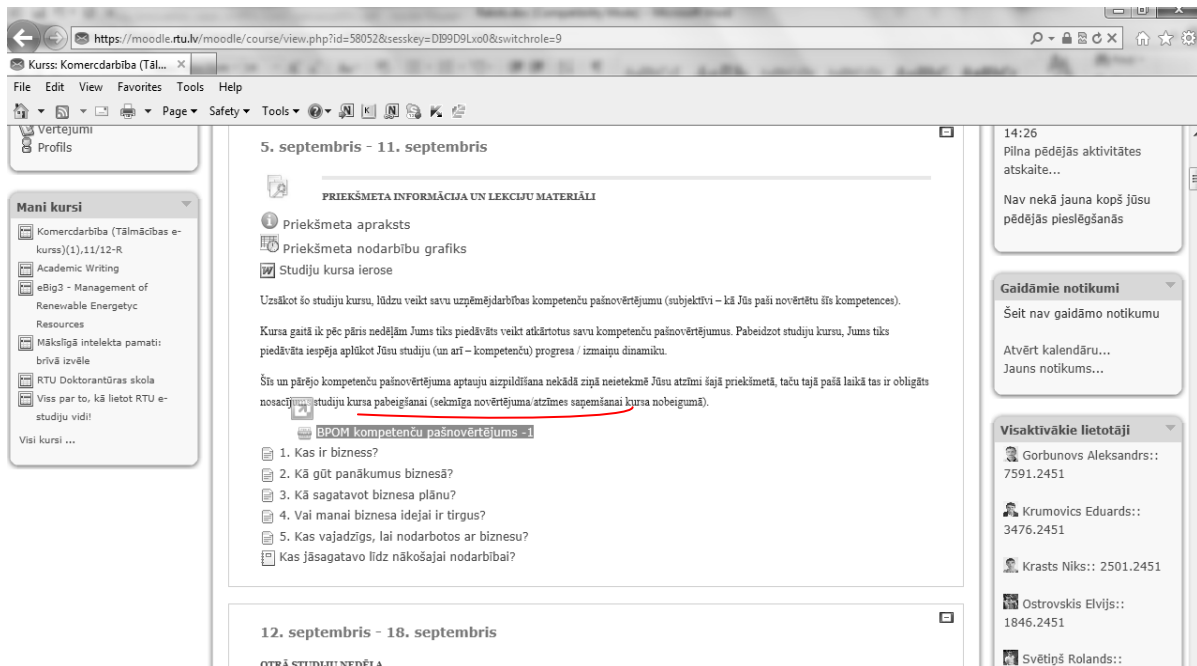 https://moodle.rtu.lv/moodle/course/view.php?id=58052&sesskey=DI99D9Lxo8&switchrole=9
Kurss: Komercdarbība (Tāl...
File Edit View Favorites Tools Help
Page Safety Tools
Vērtējumi
Profils
Mani kursi
Komercdarbība (Tālmācības e-
kurss)(1),11/12-R
Academic Writing
eBig3 - Management of
Renewable Energetyc
Resources
Mākslīgā intelekta pamati:
brīvā izvēle
RTU Doktorantūras skola
Viss par to, kā lietot RTU e-
studiju vidi!
Visi kursi ...
5. septembris - 11. septembris
PRIEKŠMETA INFORMĀCIJA UN LEKCIJU MATERIĀLI
Priekšmeta apraksts
Priekšmeta nodarbību grafiks
Studiju kursa ierose
Uzsākot šo studiju kursu, lūdzu veikt savu uzņēmējdarbības kompetenču pašnovērtējumu (subjektīvi – kā Jūs paši novērtētu šīs kompetences).
Kursa gaitā ik pēc pāris nedēļām Jums tiks piedāvāts veikt atkārtotus savu kompetenču pašnovērtējumus. Pabeidzot studiju kursu, Jums tiks
piedāvāta iespēja aplūkot Jūsu studiju (un arī – kompetenču) progresa / izmaiņu dinamiku.
Šīs un pārējo kompetenču pašnovērtējuma aptauju aizpildīšana nekādā ziņā neietekmē Jūsu atzīmi šajā priekšmetā, taču tajā pašā laikā tas ir obligāts
nosacījums studiju kursa pabeigšanai (sekmīga novērtējuma/atzīmes saņemšanai kursa nobeigumā).
BPOM kompetenču pašnovērtējums -1
1. Kas ir bizness?
2. Kā gūt panākumus biznesā?
3. Kā sagatavot biznesa plānu?
4. Vai manai biznesa idejai ir tirgus?
5. Kas vajadzīgs, lai nodarbotos ar biznesu?
Kas jāsagatavo līdz nākošajai nodarbībai?
12. septembris - 18. septembris
OTRĀ STUDIJU NEDĒĻA
14:26
Pilna pēdējās aktivitātes
atskaite...
Nav nekā jauna kopš jūsu
pēdējās pieslēgšanās
Gaidāmie notikumi
Šeit nav gaidāmo notikumu
Atvērt kalendāru...
Jauns notikums...
Visaktīvākie lietotāji
Gorbunovs Aleksandrs::
7591.2451
Krumovics Eduards::
3476.2451
Krasts Niks:: 2501.2451
Ostrovskis Elvijs::
1846.2451
Svētiņš Rolands::